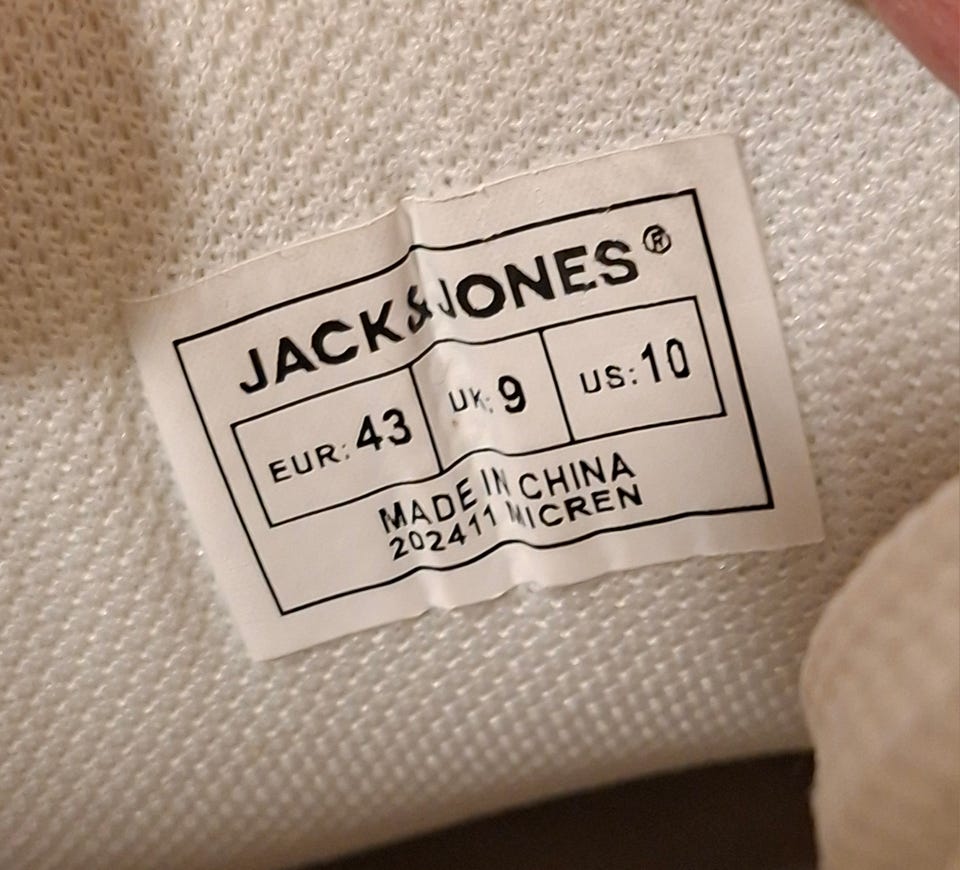 JACK&JONES®
EUR: 43 UK: 9 US: 10
MADE IN CHINA
202411 MICREN